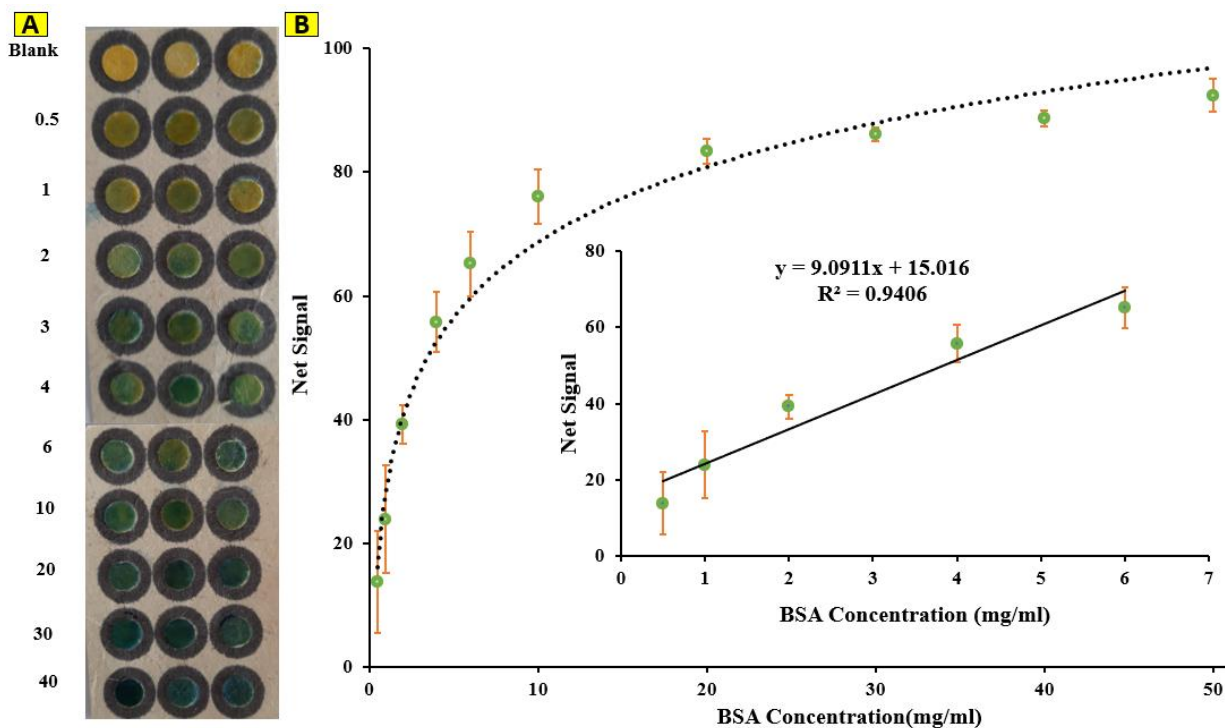 A
Blank
0.5
1
2
3
4
6
10
20
30
40
B
100
80
60
40
20
0
Net Signal
0 10 20 30 40 50
BSA Concentration(mg/ml)
y = 9.0911x + 15.016
R² = 0.9406
80
60
40
20
0
Net Signal
0 1 2 3 4 5 6 7
BSA Concentration (mg/ml)